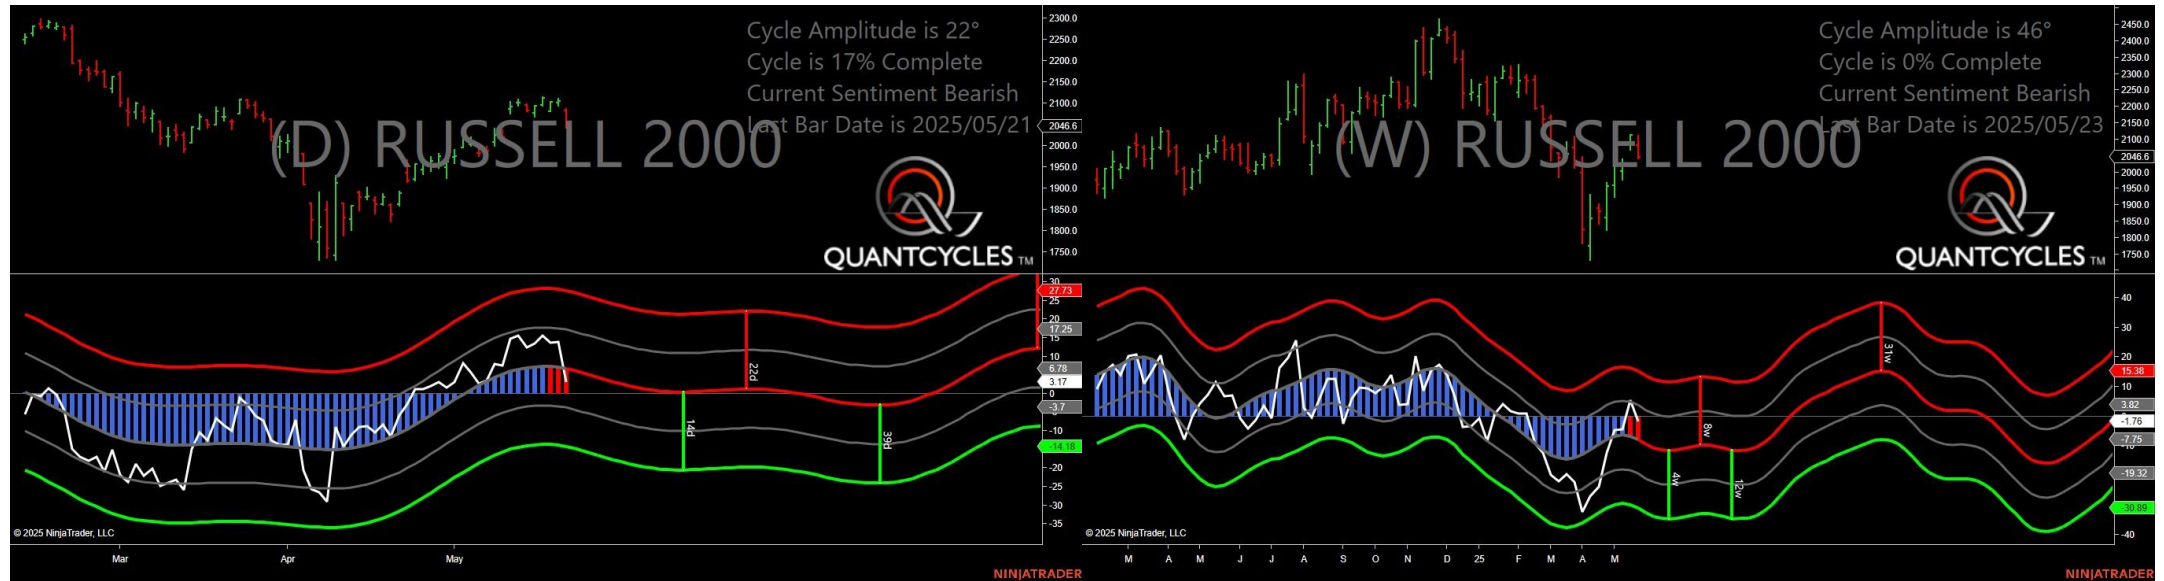 Cycle Amplitude is 22°
Cycle is 17% Complete
Current Sentiment Bearish
Last Bar Date is 2025/05/21
(D) RUSSELL 2000
QUANTCYCLES TM
2300.0
2250.0
2200.0
2150.0
2100.0
2046.6
2000.0
1950.0
1900.0
1850.0
1800.0
1750.0
30
27.73
25
20
17.25
15
10
6.78
3.17
0
-3.7
-10
-14.18
-20
-25
-30
-35
14d
22d
39d
© 2025 NinjaTrader, LLC
Mar Apr May
NINJATRADER
Cycle Amplitude is 46°
Cycle is 0% Complete
Current Sentiment Bearish
Last Bar Date is 2025/05/23
(W) RUSSELL 2000
QUANTCYCLES TM
2450.0
2400.0
2350.0
2300.0
2250.0
2200.0
2150.0
2100.0
2046.6
2000.0
1950.0
1900.0
1850.0
1800.0
1750.0
40
30
20
15.38
10
3.82
-1.76
-7.75
-19.32
-30.89
-40
4w
8w
12w
31w
© 2025 NinjaTrader, LLC
M A M J J A S O N D 25 F M A M
NINJATRADER